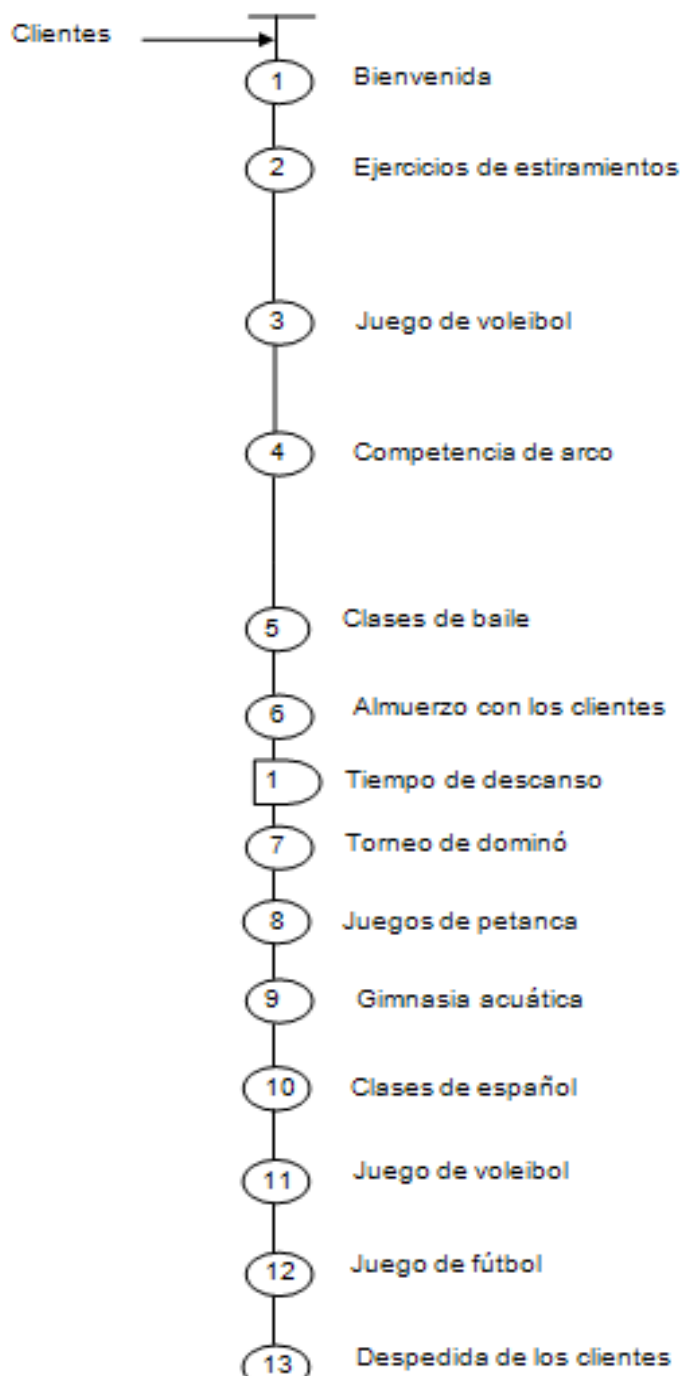 Clientes
1 Bienvenida
2 Ejercicios de estiramientos
3 Juego de voleibol
4 Competencia de arco
5 Clases de baile
6 Almuerzo con los clientes
1 Tiempo de descanso
7 Torneo de dominó
8 Juegos de petanca
9 Gimnasia acuática
10 Clases de español
11 Juego de voleibol
12 Juego de fútbol
13 Despedida de los clientes